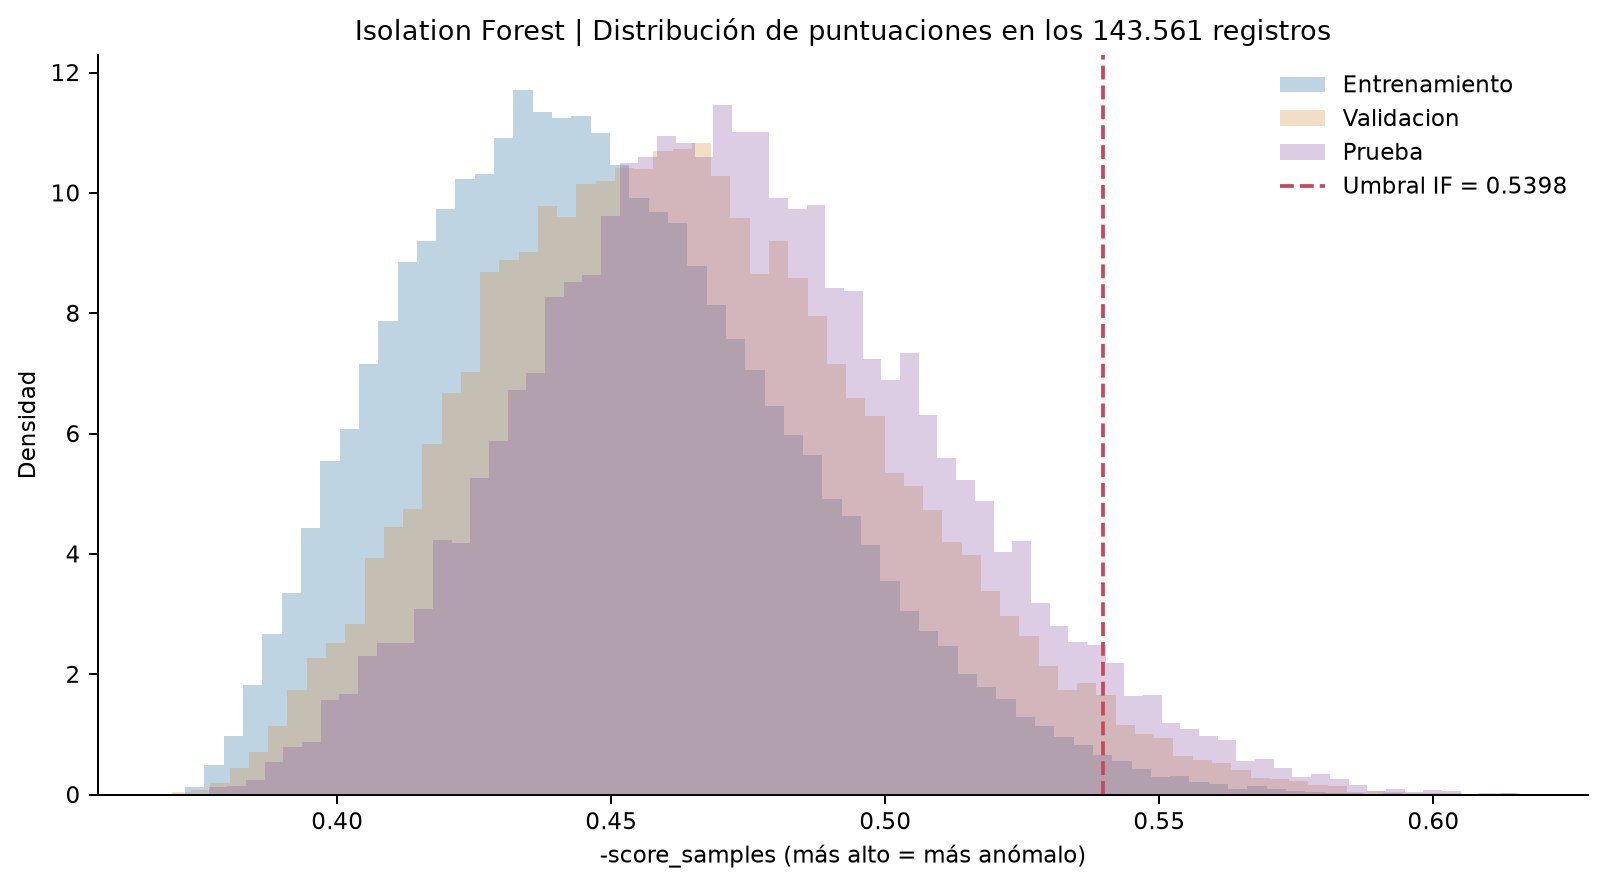 Isolation Forest | Distribución de puntuaciones en los 143.561 registros
Entrenamiento
Validacion
Prueba
Umbral IF = 0.5398
Densidad
12
10
8
6
4
2
0
0.40 0.45 0.50 0.55 0.60
-score_samples (más alto = más anómalo)